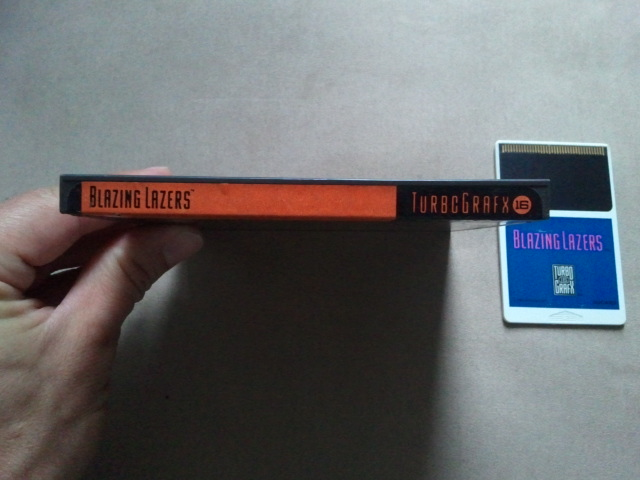 BLAZING LAZERS™
TURBOGRAFX 16
BLAZING LAZERS
TURBO
GRAFX